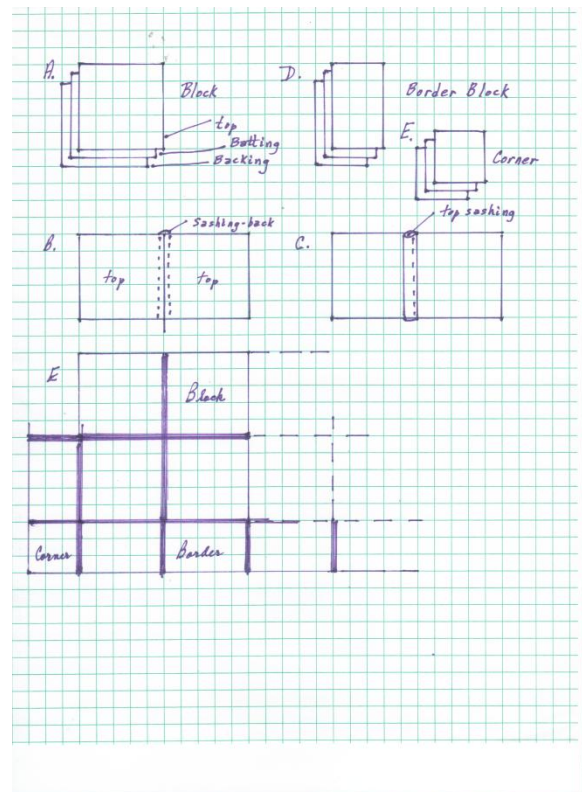 A.
Block
top
Batting
Backing
D.
Border Block
E.
Corner
B.
Sashing-back
top top
C.
top sashing
E
Block
Corner Border